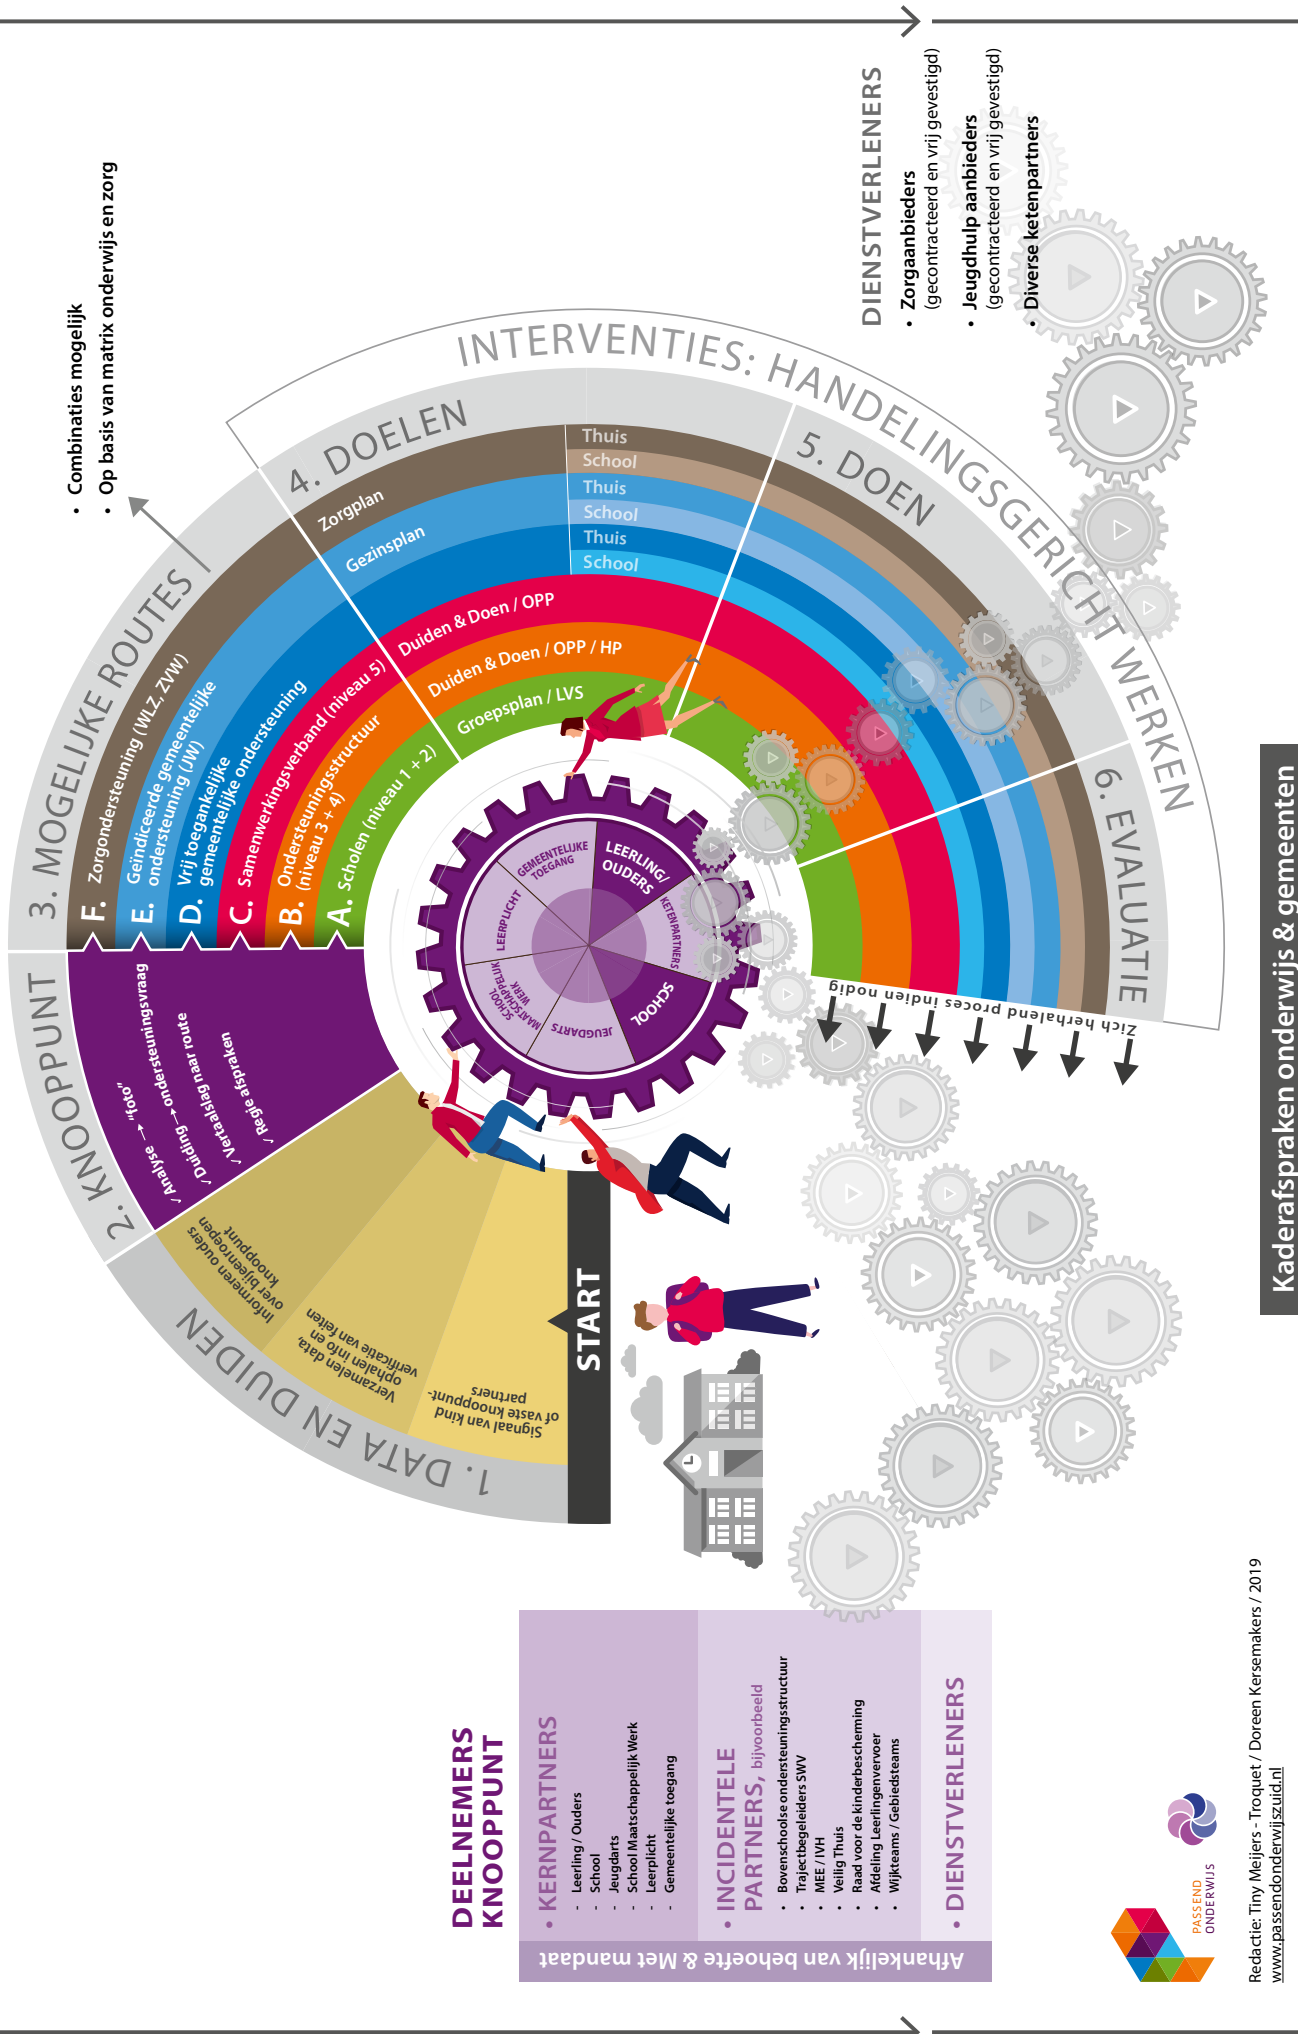 DEELNEMERS
KNOOPPUNT
• KERNPARTNERS
- Leerling / Ouders
- School
- Jeugdarts
- School Maatschappelijk Werk
- Leerplicht
- Gemeentelijke toegang
• INCIDENTELE
PARTNERS, bijvoorbeeld
• Bovenschoolse ondersteuningsstructuur
• Trajectbegeleiders SWV
• MEE / IVH
• Veilig Thuis
• Raad voor de kinderbescherming
• Afdeling Leerlingenvervoer
• Wijkteams / Gebiedsteams
• DIENSTVERLENERS
Afhankelijk van behoefte & Met mandaat
START
1. DATA EN DUIDEN
Signaal van kind
of vaste knooppunt-
partners
Verzamelen data,
ophalen info en
verificatie van feiten
Informeren ouders
over bijeenroepen
knooppunt
2. KNOOPPUNT
√ Analyse → “foto”
√ Duiding → ondersteuningsvraag
√ Vertaalslag naar route
√ Regie afspraken
3. MOGELIJKE ROUTES
F. Zorgondersteuning (WLZ, ZVW)
E. Geïndiceerde gemeentelijke
ondersteuning (JW)
D. Vrij toegankelijke
gemeentelijke ondersteuning
C. Samenwerkingsverband (niveau 5)
B. Ondersteuningsstructuur
(niveau 3 + 4)
A. Scholen (niveau 1 + 2)
• Combinaties mogelijk
• Op basis van matrix onderwijs en zorg
INTERVENTIES: HANDELINGSGERICHT WERKEN
4. DOELEN
Zorgplan
Gezinsplan
Duiden & Doen / OPP
Duiden & Doen / OPP / HP
Groepsplan / LVS
Thuis
School
Thuis
School
Thuis
School
5. DOEN
6. EVALUATIE
Zich herhalend proces indien nodig
LEERLING/
OUDERS
KETENPARTNERS
SCHOOL
JEUGDARTS
SCHOOL
MAATSCHAPPELIJK
WERK
LEERPLICHT
GEMEENTELIJKE
TOEGANG
DIENSTVERLENERS
• Zorgaanbieders
(gecontracteerd en vrij gevestigd)
• Jeugdhulp aanbieders
(gecontracteerd en vrij gevestigd)
• Diverse ketenpartners
PASSEND
ONDERWIJS
Redactie: Tiny Meijers - Troquet / Doreen Kersemakers / 2019
www.passendonderwijszuid.nl
Kaderafspraken onderwijs & gemeenten